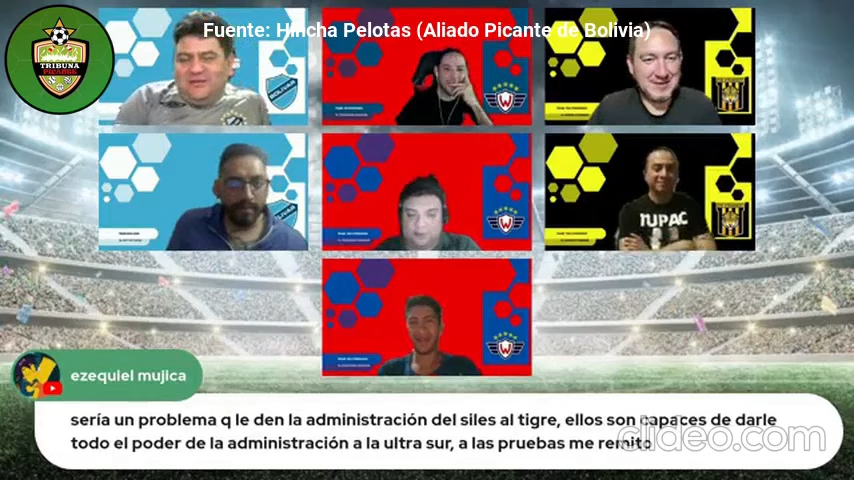 Fuente: Hincha Pelotas (Aliado Picante de Bolivia)
TRIBUNA
PICANTE
BOLIVAR
W
BOLIVAR
TUPAC
W
W
ezequiel mujica
sería un problema q le den la administración del siles al tigre, ellos son capaces de darle
todo el poder de la administración a la ultra sur, a las pruebas me remito
clideo.com